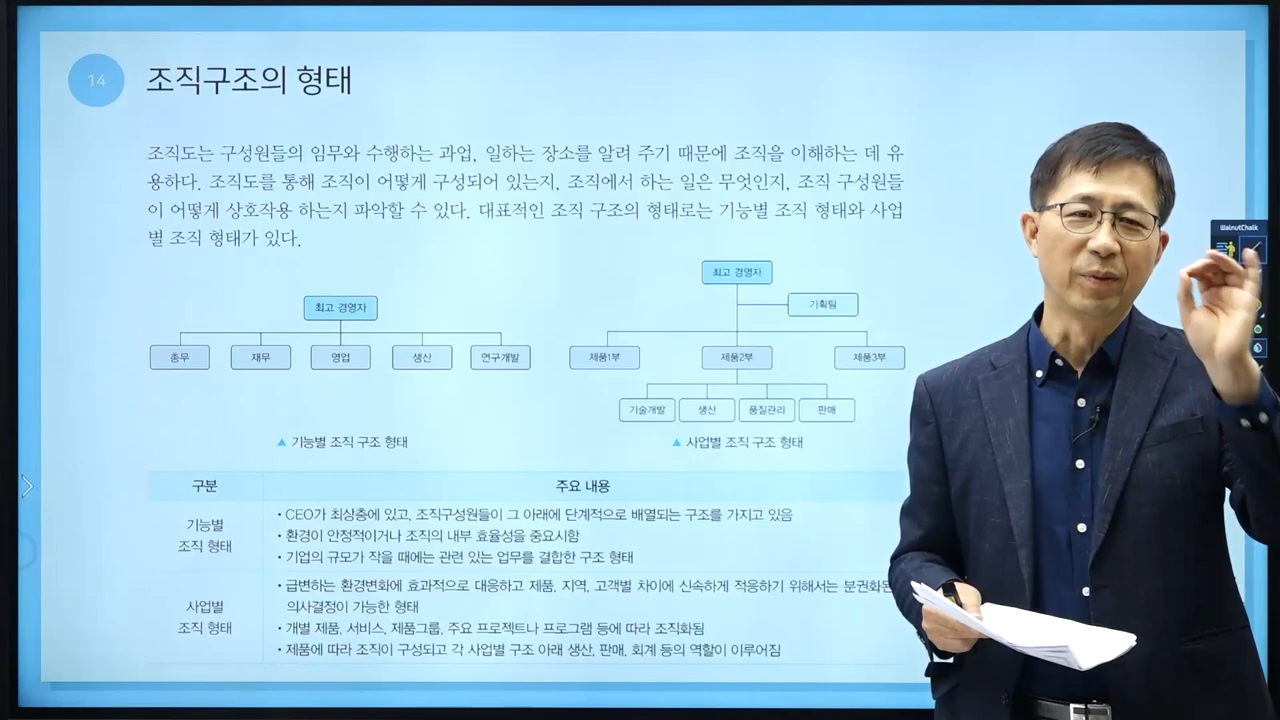 14
조직구조의 형태
조직도는 구성원들의 임무와 수행하는 과업, 일하는 장소를 알려 주기 때문에 조직을 이해하는 데 유
용하다. 조직도를 통해 조직이 어떻게 구성되어 있는지, 조직에서 하는 일은 무엇인지, 조직 구성원들
이 어떻게 상호작용 하는지 파악할 수 있다. 대표적인 조직 구조의 형태로는 기능별 조직 형태와 사업
별 조직 형태가 있다.
최고 경영자
총무 재무 영업 생산 연구개발
▲ 기능별 조직 구조 형태
최고 경영자
기획팀
제품1부 제품2부 제품3부
기술개발 생산 품질관리 판매
▲ 사업별 조직 구조 형태
구분 주요 내용
기능별
조직 형태
• CEO가 최상층에 있고, 조직구성원들이 그 아래에 단계적으로 배열되는 구조를 가지고 있음
• 환경이 안정적이거나 조직의 내부 효율성을 중요시함
• 기업의 규모가 작을 때에는 관련 있는 업무를 결합한 구조 형태
사업별
조직 형태
• 급변하는 환경변화에 효과적으로 대응하고 제품, 지역, 고객별 차이에 신속하게 적응하기 위해서는 분권화된
의사결정이 가능한 형태
• 개별 제품, 서비스, 제품그룹, 주요 프로젝트나 프로그램 등에 따라 조직화됨
• 제품에 따라 조직이 구성되고 각 사업별 구조 아래 생산, 판매, 회계 등의 역할이 이루어짐
WalnutChalk